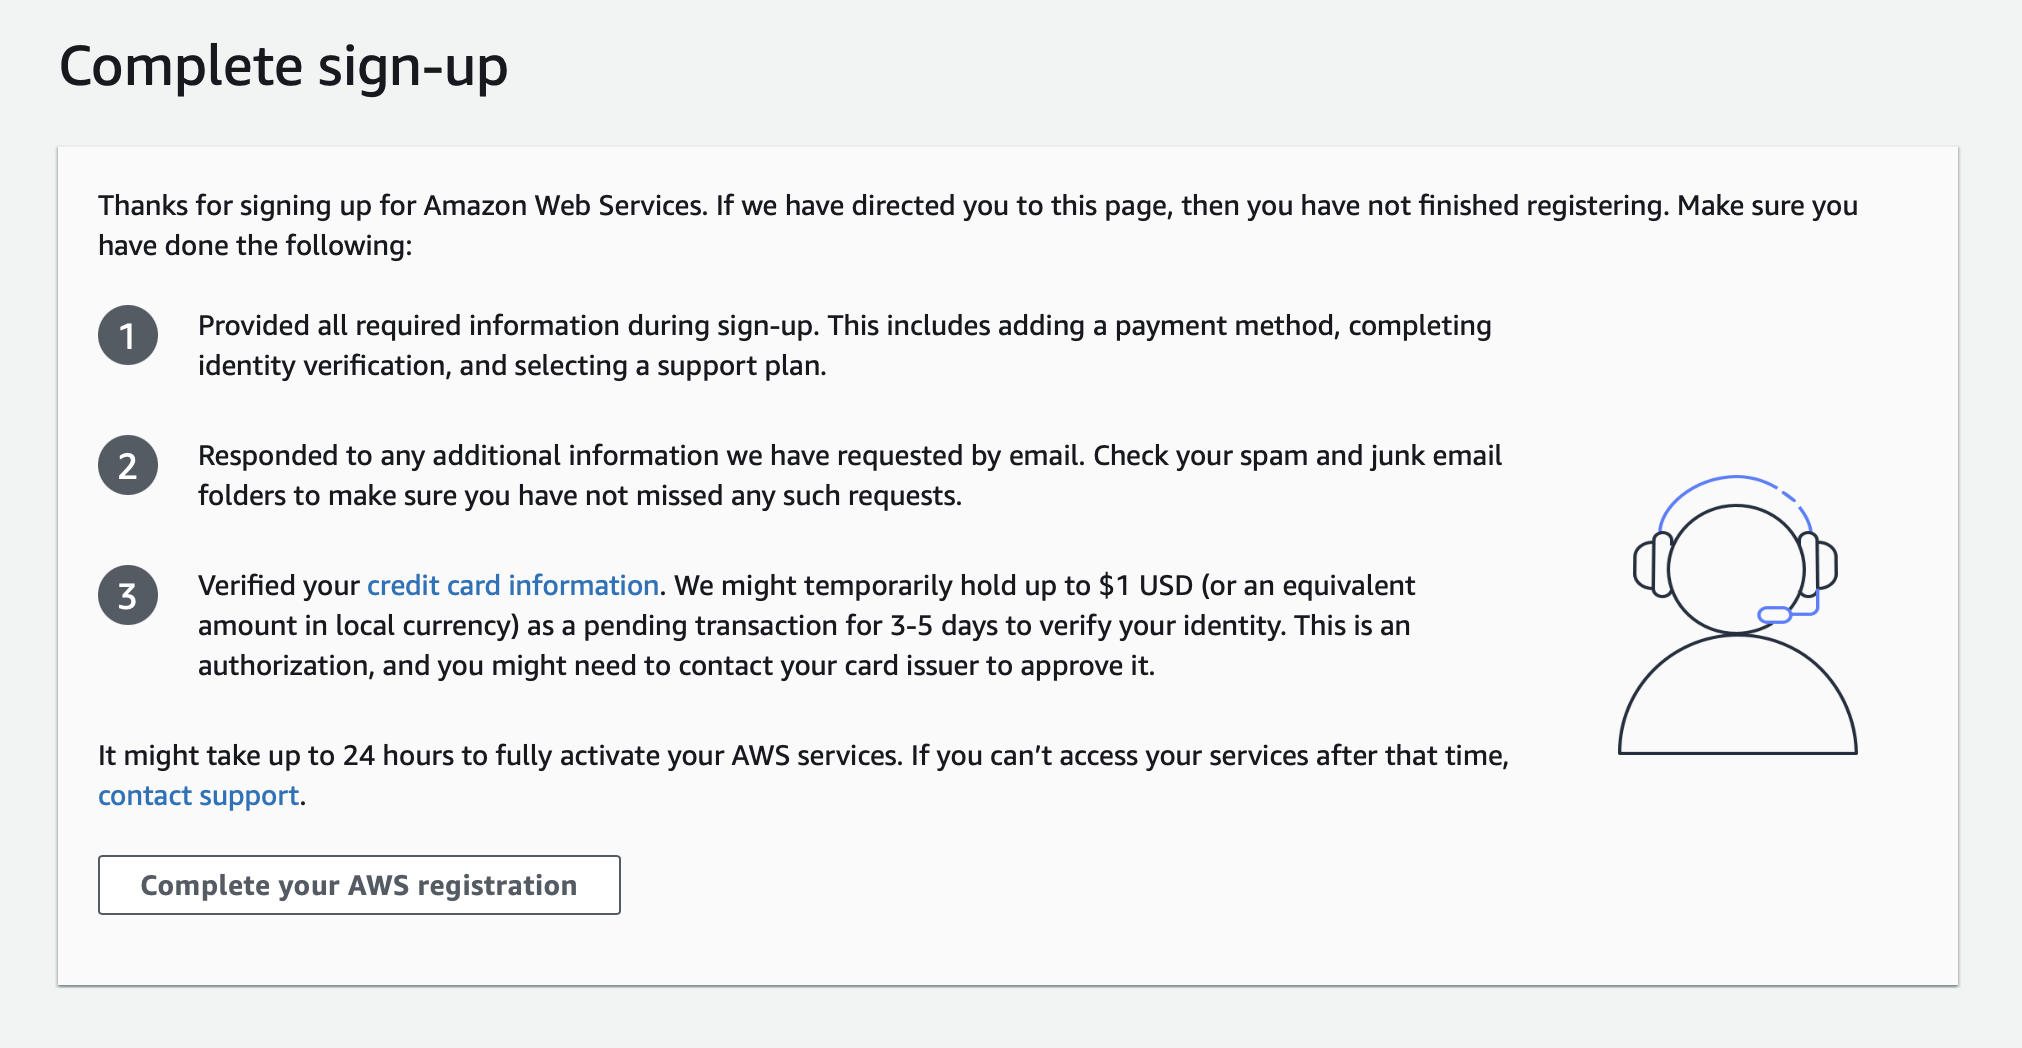 Complete sign-up
Thanks for signing up for Amazon Web Services. If we have directed you to this page, then you have not finished registering. Make sure you
have done the following:
1
Provided all required information during sign-up. This includes adding a payment method, completing
identity verification, and selecting a support plan.
2
Responded to any additional information we have requested by email. Check your spam and junk email
folders to make sure you have not missed any such requests.
3
Verified your credit card information. We might temporarily hold up to $1 USD (or an equivalent
amount in local currency) as a pending transaction for 3-5 days to verify your identity. This is an
authorization, and you might need to contact your card issuer to approve it.
It might take up to 24 hours to fully activate your AWS services. If you can’t access your services after that time,
contact support.
Complete your AWS registration